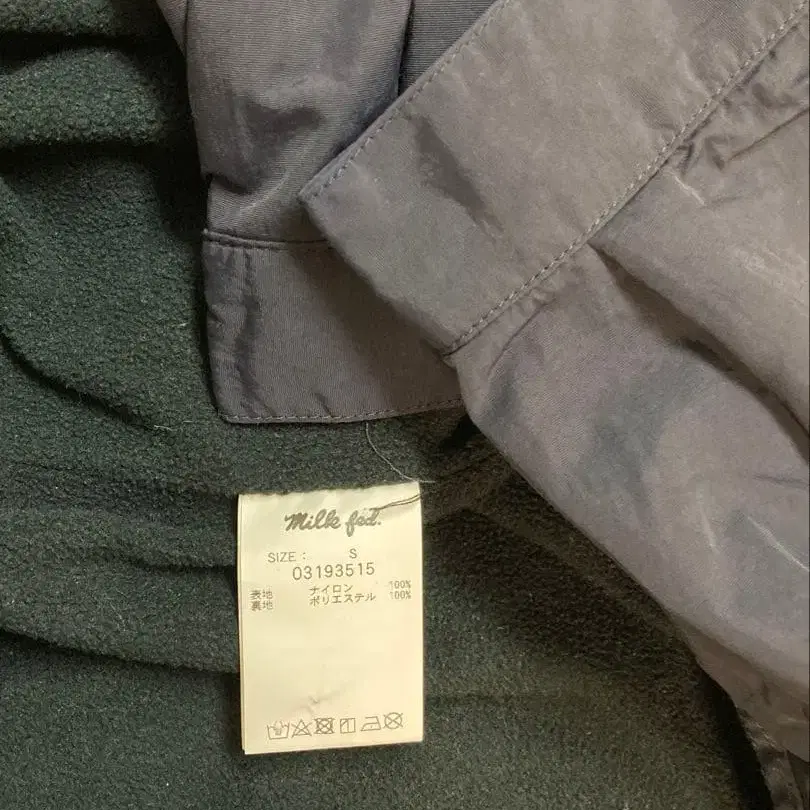 Milk fed.
SIZE : S
03193515
表地 ナイロン 100%
裏地 ポリエステル 100%